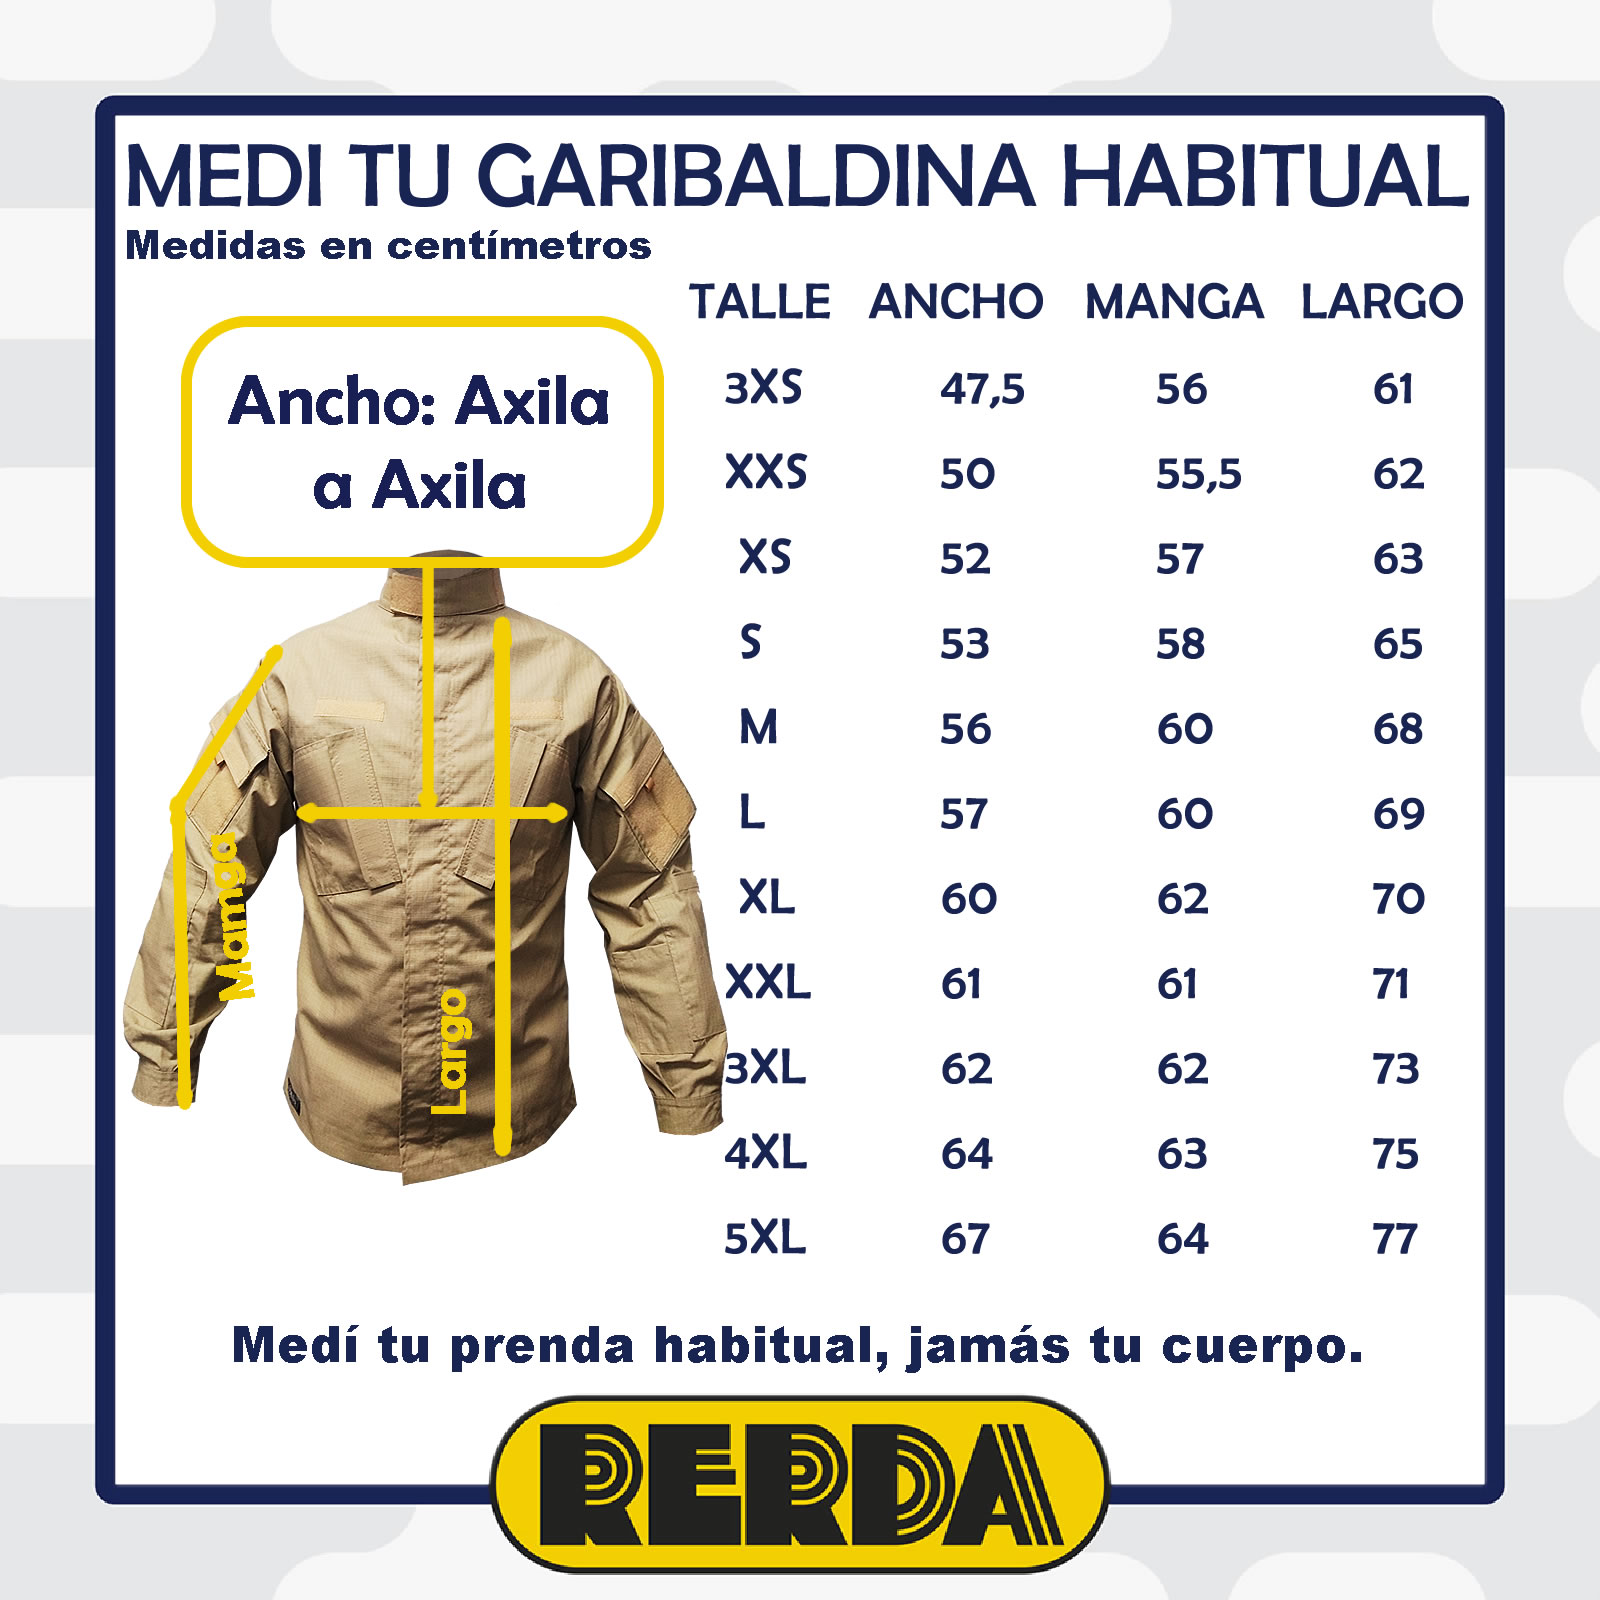 MEDI TU GARIBALDINA HABITUAL
Medidas en centímetros
TALLE ANCHO MANGA LARGO
Ancho: Axila
a Axila
3XS 47,5 56 61
XXS 50 55,5 62
XS 52 57 63
S 53 58 65
M 56 60 68
L 57 60 69
XL 60 62 70
XXL 61 61 71
3XL 62 62 73
4XL 64 63 75
5XL 67 64 77
Mamga
Largo
Medí tu prenda habitual, jamás tu cuerpo.
RERDA